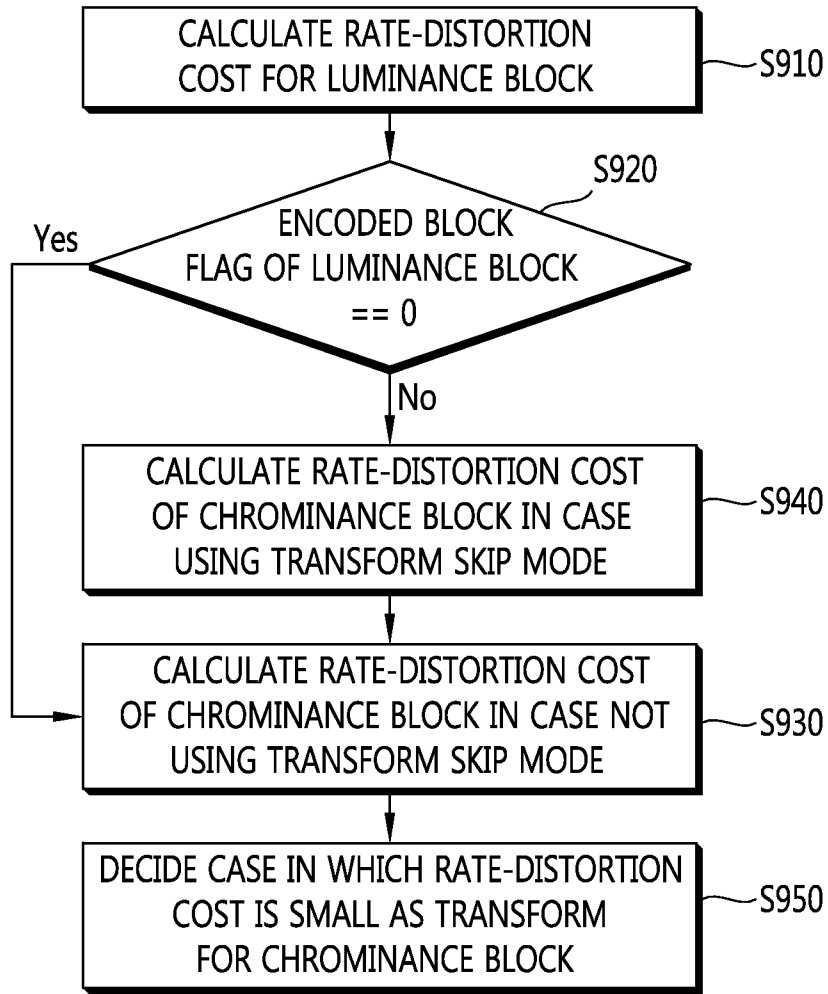 CALCULATE RATE-DISTORTION
COST FOR LUMINANCE BLOCK
S910
S920
Yes
ENCODED BLOCK
FLAG OF LUMINANCE BLOCK
== 0
No
CALCULATE RATE-DISTORTION COST
OF CHROMINANCE BLOCK IN CASE
USING TRANSFORM SKIP MODE
S940
CALCULATE RATE-DISTORTION COST
OF CHROMINANCE BLOCK IN CASE NOT
USING TRANSFORM SKIP MODE
S930
DECIDE CASE IN WHICH RATE-DISTORTION
COST IS SMALL AS TRANSFORM
FOR CHROMINANCE BLOCK
S950